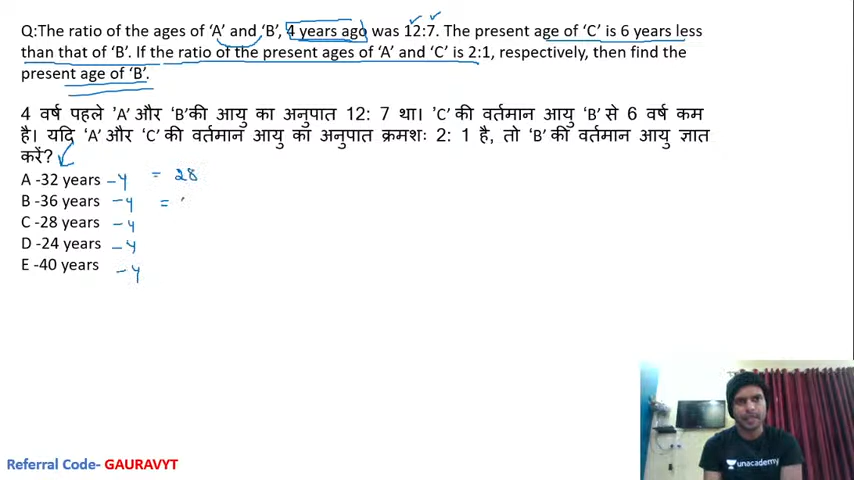 Q:The ratio of the ages of ‘A’ and ‘B’, 4 years ago was 12:7. The present age of ‘C’ is 6 years less
than that of ‘B’. If the ratio of the present ages of ‘A’ and ‘C’ is 2:1, respectively, then find the
present age of ‘B’.
4 वर्ष पहले ’A’ और ‘B’की आयु का अनुपात 12: 7 था। ’C’ की वर्तमान आयु ‘B’ से 6 वर्ष कम
है। यदि ‘A’ और ‘C’ की वर्तमान आयु का अनुपात क्रमशः 2: 1 है, तो ‘B’ की वर्तमान आयु ज्ञात
करें?
A -32 years -4 = 28
B -36 years -4 =
C -28 years -4
D -24 years -4
E -40 years -4
unacademy
Referral Code- GAURAVYT